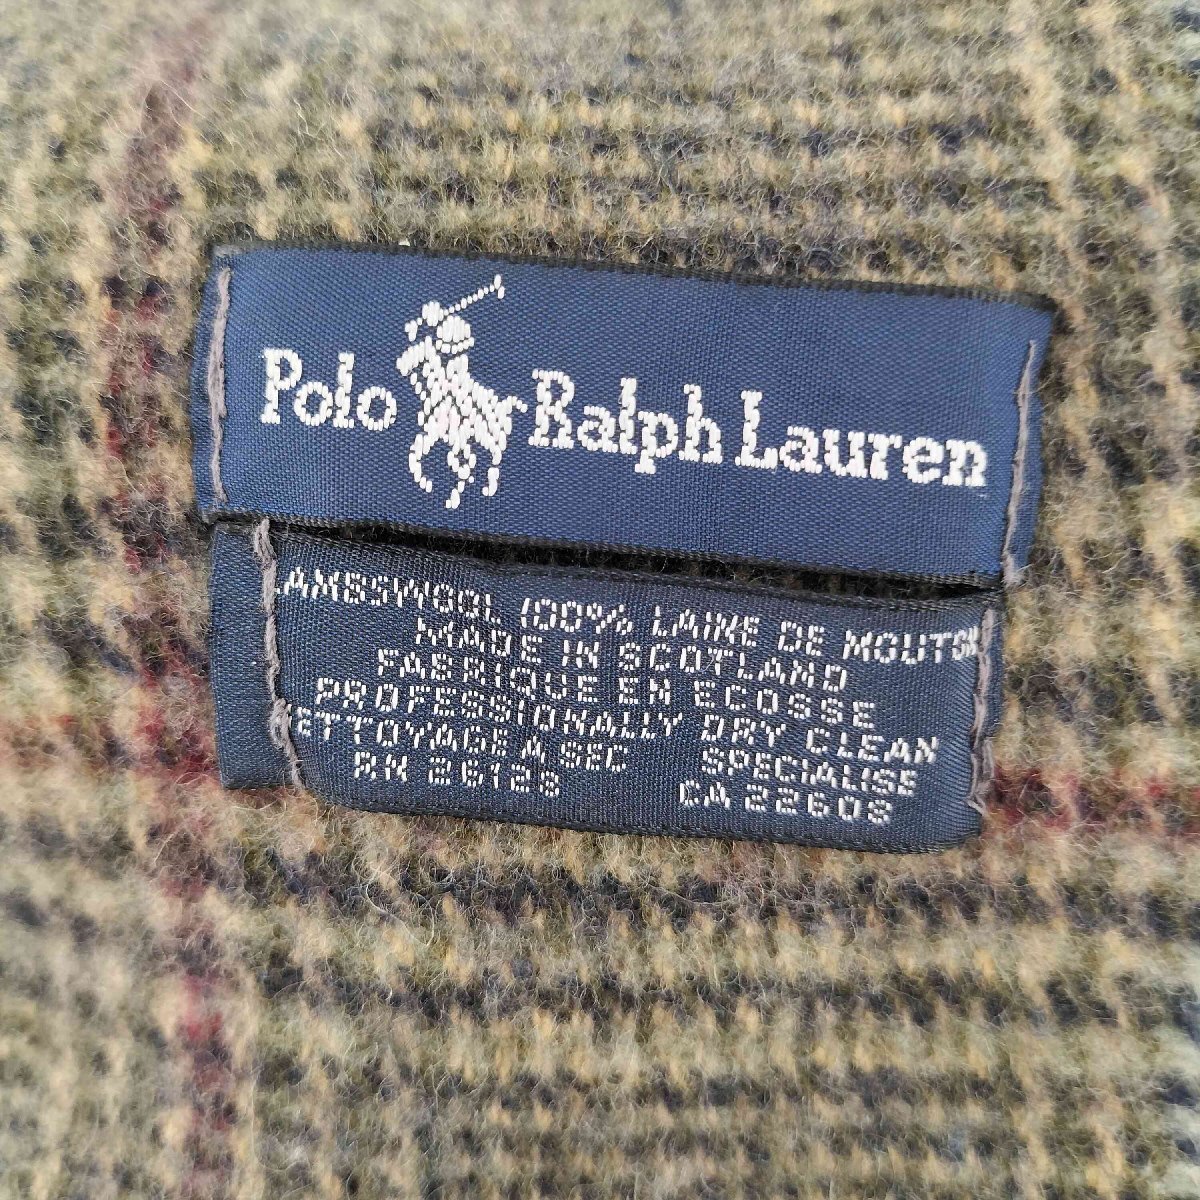 Polo Ralph Lauren
LAMBSWOOL 100% LAINE DE MOUTON
MADE IN SCOTLAND
FABRIQUE EN ECOSSE
PROFESSIONALLY DRY CLEAN
NETTOYAGE A SEC SPECIALISE
RN 26128 CA 22608